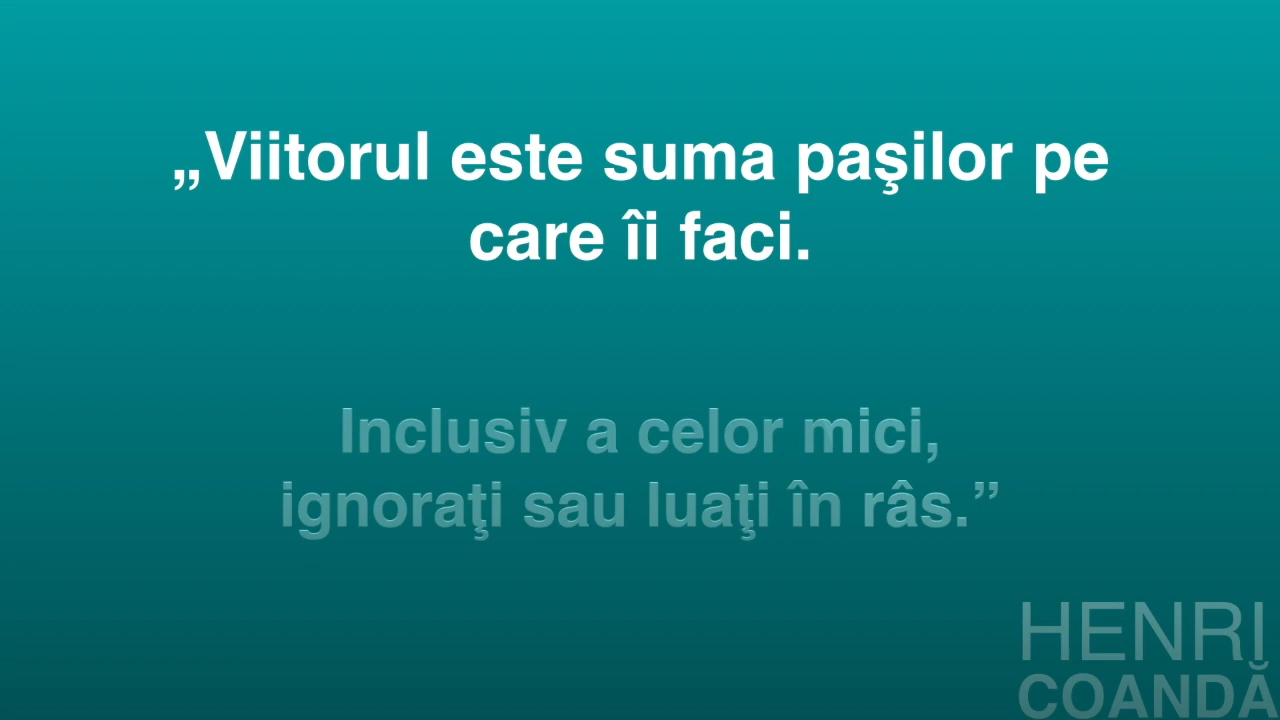 „Viitorul este suma paşilor pe
care îi faci.
Inclusiv a celor mici,
ignoraţi sau luaţi în râs.”
HENRI
COANDĂ